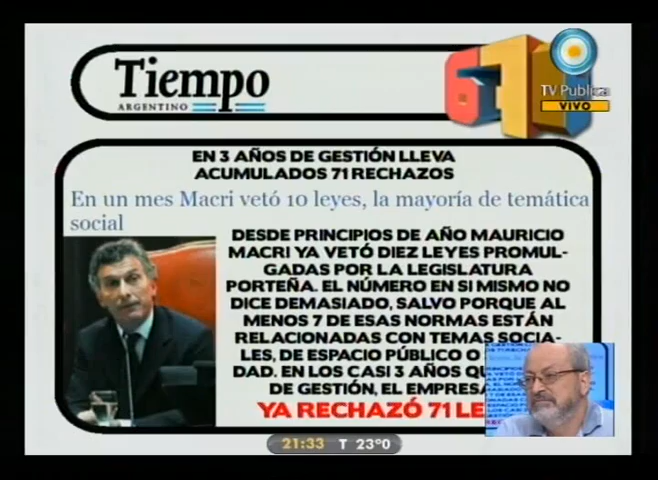 Tiempo
ARGENTINO
678
TV Publica
VIVO
EN 3 AÑOS DE GESTIÓN LLEVA
ACUMULADOS 71 RECHAZOS
En un mes Macri vetó 10 leyes, la mayoría de temática
social
DESDE PRINCIPIOS DE AÑO MAURICIO
MACRI YA VETÓ DIEZ LEYES PROMUL-
GADAS POR LA LEGISLATURA
PORTEÑA. EL NÚMERO EN SI MISMO NO
DICE DEMASIADO, SALVO PORQUE AL
MENOS 7 DE ESAS NORMAS ESTÁN
RELACIONADAS CON TEMAS SOCIA-
LES, DE ESPACIO PÚBLICO O
DAD. EN LOS CASI 3 AÑOS
DE GESTIÓN, EL
YA RECHAZÓ 71
21:33 T 23º0